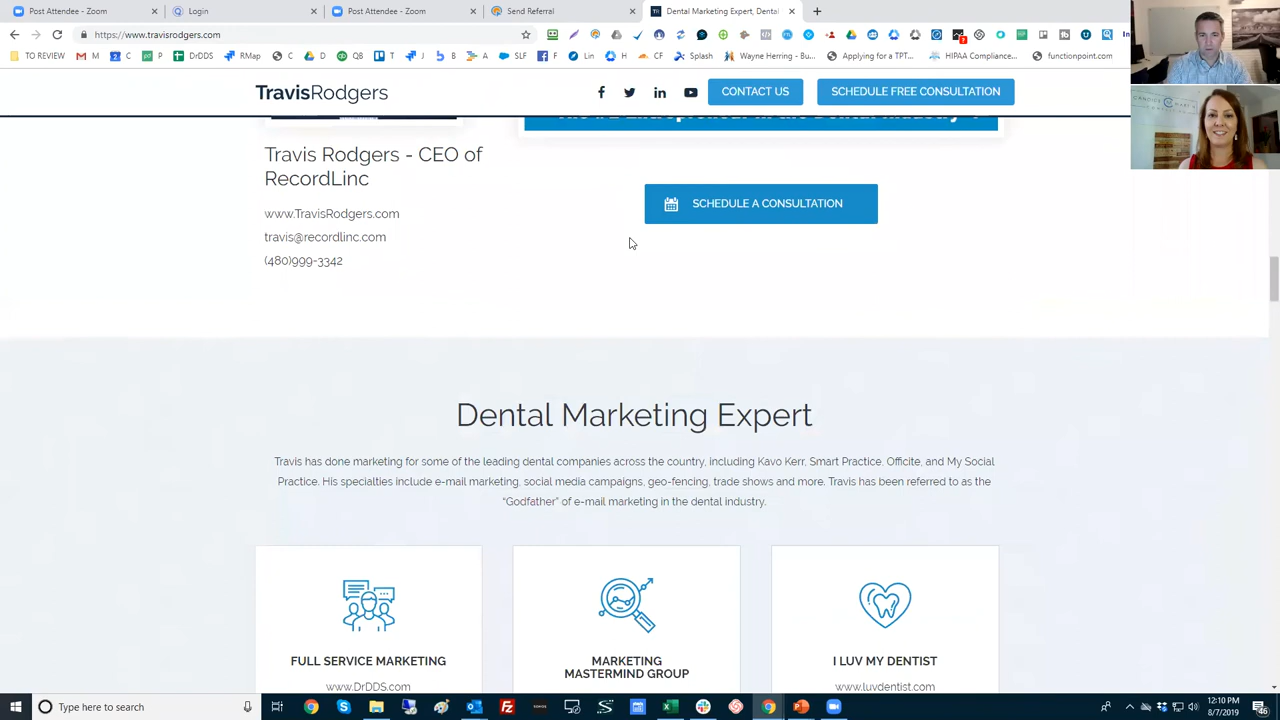 Post Attendee - Zoom
Login
Post Attendee - Zoom
Send Referral
Dental Marketing Expert, Dental
https://www.travisrodgers.com
TO REVIEW
M
C
P
DrDDS
RMap
C
D
QB
T
J
B
A
SLF
F
Lin
H
CF
Splash
Wayne Herring - Bu...
Applying for a TPT...
HIPAA Compliance...
functionpoint.com
TravisRodgers
CONTACT US
SCHEDULE FREE CONSULTATION
Travis Rodgers - CEO of
RecordLinc
www.TravisRodgers.com
travis@recordlinc.com
(480)999-3342
SCHEDULE A CONSULTATION
Dental Marketing Expert
Travis has done marketing for some of the leading dental companies across the country, including Kavo Kerr, Smart Practice, Officite, and My Social
Practice. His specialties include e-mail marketing, social media campaigns, geo-fencing, trade shows and more. Travis has been referred to as the
“Godfather” of e-mail marketing in the dental industry.
FULL SERVICE MARKETING
www.DrDDS.com
MARKETING
MASTERMIND GROUP
I LUV MY DENTIST
www.luvdentist.com
Type here to search
12:10 PM
8/7/2019